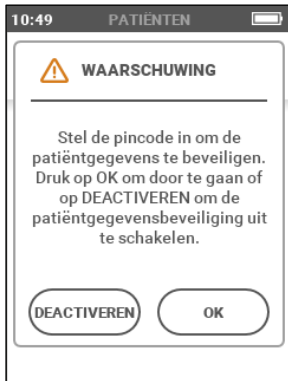 10:49 PATIËNTEN
WAARSCHUWING
Stel de pincode in om de
patiëntgegevens te beveiligen.
Druk op OK om door te gaan of
op DEACTIVEREN om de
patiëntgegevensbeveiliging uit
te schakelen.
DEACTIVEREN OK